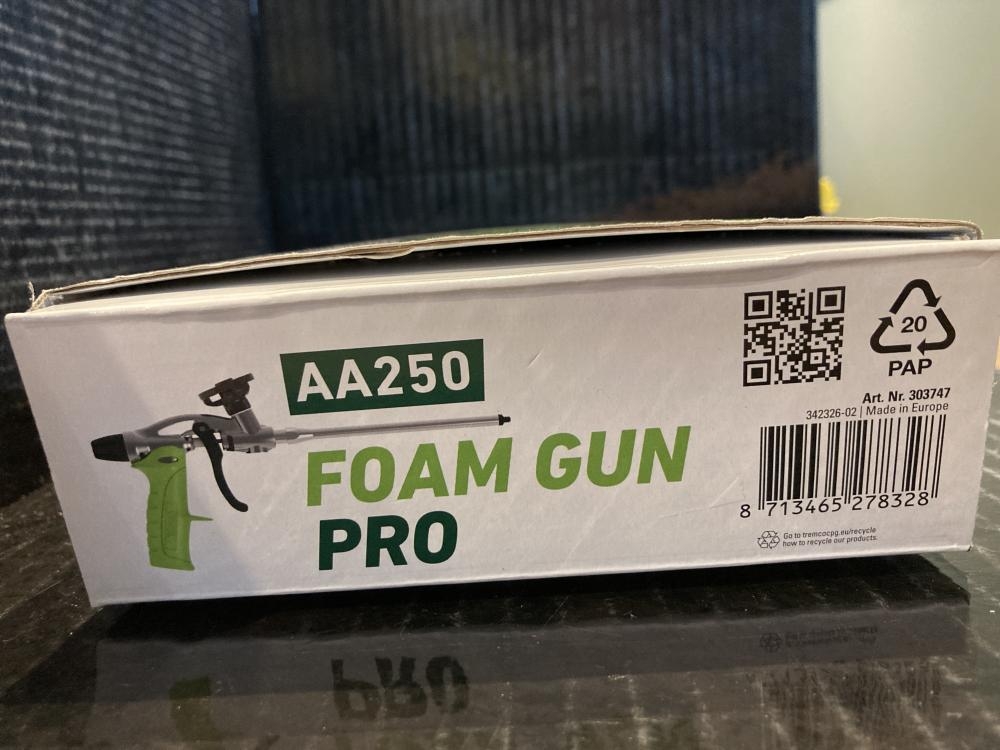 AA250
FOAM GUN
PRO
20
PAP
Art. Nr. 303747
342326-02 | Made in Europe
8 713465 278328
Go to tremcocpg.eu/recycle
how to recycle our products.